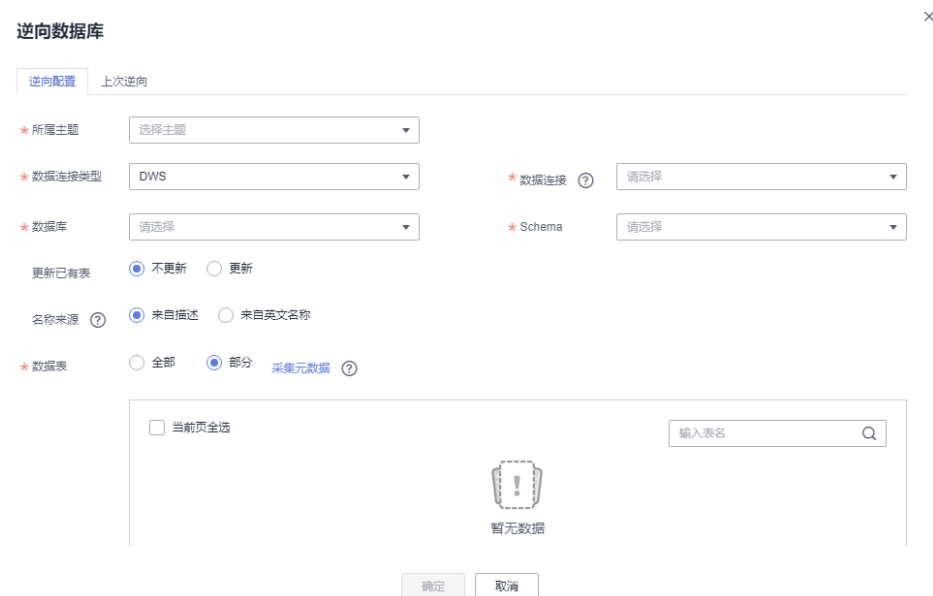 逆向数据库
逆向配置 上次逆向
* 所属主题 选择主题
* 数据连接类型 DWS * 数据连接 ? 请选择
* 数据库 请选择 * Schema 请选择
更新已有表 不更新 更新
名称来源 ? 来自描述 来自英文名称
* 数据表 全部 部分 采集元数据 ?
当前页全选 输入表名
暂无数据
确定 取消